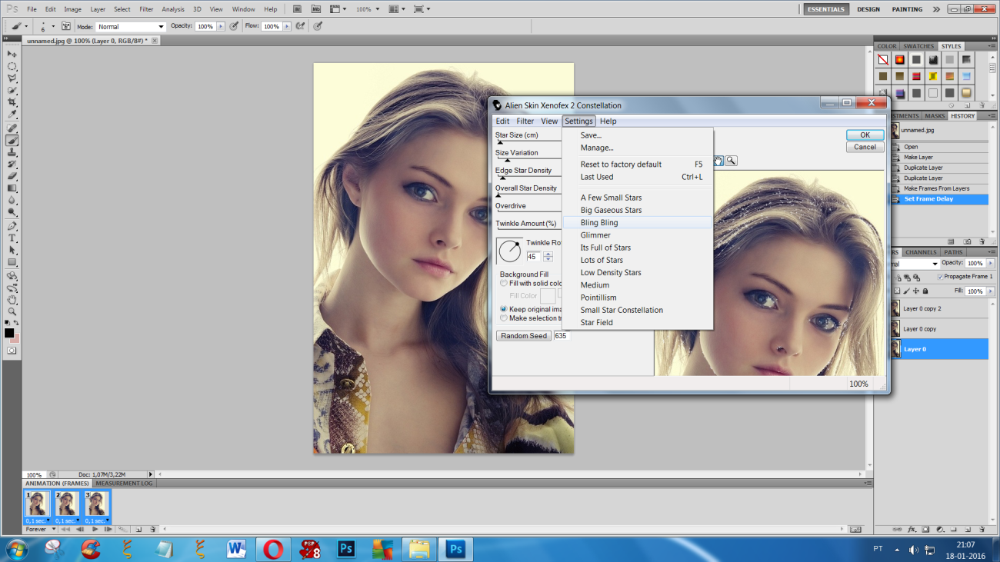 Ps File Edit Image Layer Select Filter Analysis 3D View Window Help Br Mb 100% ESSENTIALS DESIGN PAINTING
6 Mode: Normal Opacity: 100% Flow: 100%
unnamed.jpg @ 100% (Layer 0, RGB/8#) *
COLOR SWATCHES STYLES
Alien Skin Xenofex 2 Constellation
Edit Filter View Settings Help
Star Size (cm)
Size Variation
Edge Star Density
Overall Star Density
Overdrive
Twinkle Amount (%)
Twinkle Ro
45
Background Fill
Fill with solid colo
Fill Color
Keep original ima
Make selection tr
Random Seed 635
Save...
Manage...
Reset to factory default F5
Last Used Ctrl+L
A Few Small Stars
Big Gaseous Stars
Bling Bling
Glimmer
Its Full of Stars
Lots of Stars
Low Density Stars
Medium
Pointillism
Small Star Constellation
Star Field
OK
Cancel
100%
STMENTS MASKS HISTORY
unnamed.jpg
Open
Make Layer
Duplicate Layer
Duplicate Layer
Make Frames From Layers
Set Frame Delay
RS CHANNELS PATHS
mal Opacity: 100%
Propagate Frame 1
Fill: 100%
Layer 0 copy 2
Layer 0 copy
Layer 0
100% Doc: 1,07M/3,22M
ANIMATION (FRAMES) MEASUREMENT LOG
1 2 3
0,1 sec. 0,1 sec. 0,1 sec.
Forever
W PSP 8 Ps Ps
PT 21:07
18-01-2016